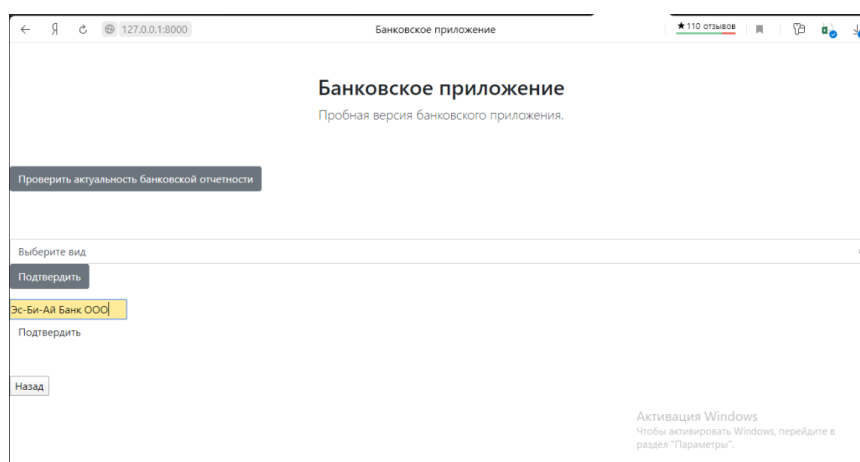 Я 127.0.0.1:8000 Банковское приложение ★110 отзывов
Банковское приложение
Пробная версия банковского приложения.
Проверить актуальность банковской отчетности
Выберите вид
Подтвердить
Эс-Би-Ай Банк ООО
Подтвердить
Назад
Активация Windows
Чтобы активировать Windows, перейдите в
раздел "Параметры".